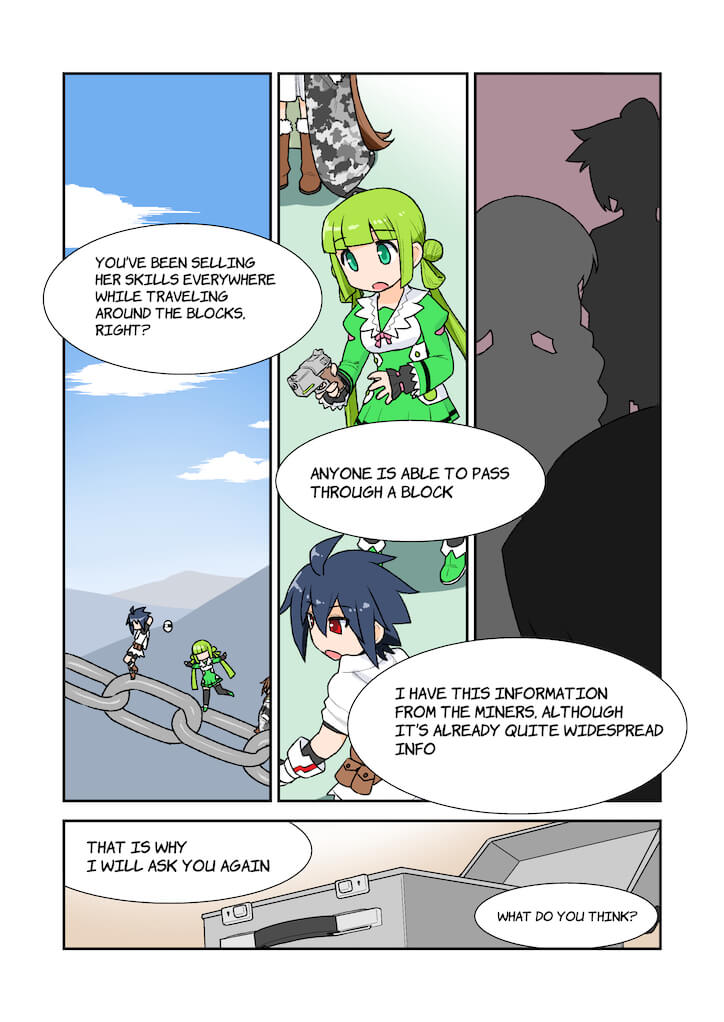 YOU'VE BEEN SELLING
HER SKILLS EVERYWHERE
WHILE TRAVELING
AROUND THE BLOCKS,
RIGHT?
ANYONE IS ABLE TO PASS
THROUGH A BLOCK
I HAVE THIS INFORMATION
FROM THE MINERS, ALTHOUGH
IT'S ALREADY QUITE WIDESPREAD
INFO
THAT IS WHY
I WILL ASK YOU AGAIN
WHAT DO YOU THINK?